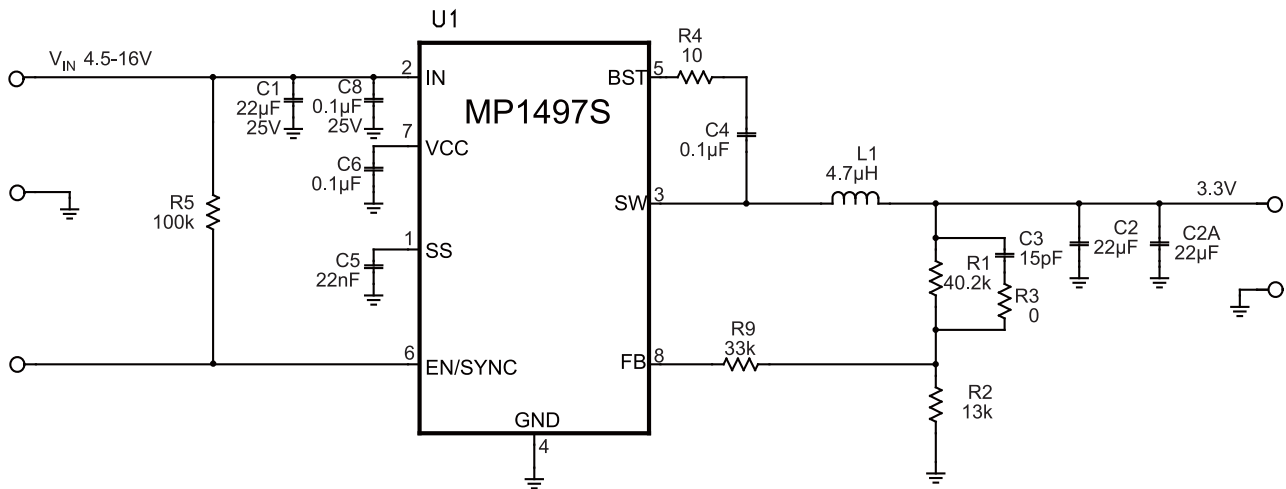 U1
V_IN 4.5-16V
R4
10
2
IN
BST
5
C1
22µF
25V
C8
0.1µF
25V
MP1497S
7
VCC
C4
0.1µF
C6
0.1µF
L1
4.7µH
R5
100k
SW
3
3.3V
1
SS
C5
22nF
C3
15pF
R1
40.2k
R3
0
C2
22µF
C2A
22µF
R9
33k
6
EN/SYNC
FB
8
R2
13k
GND
4